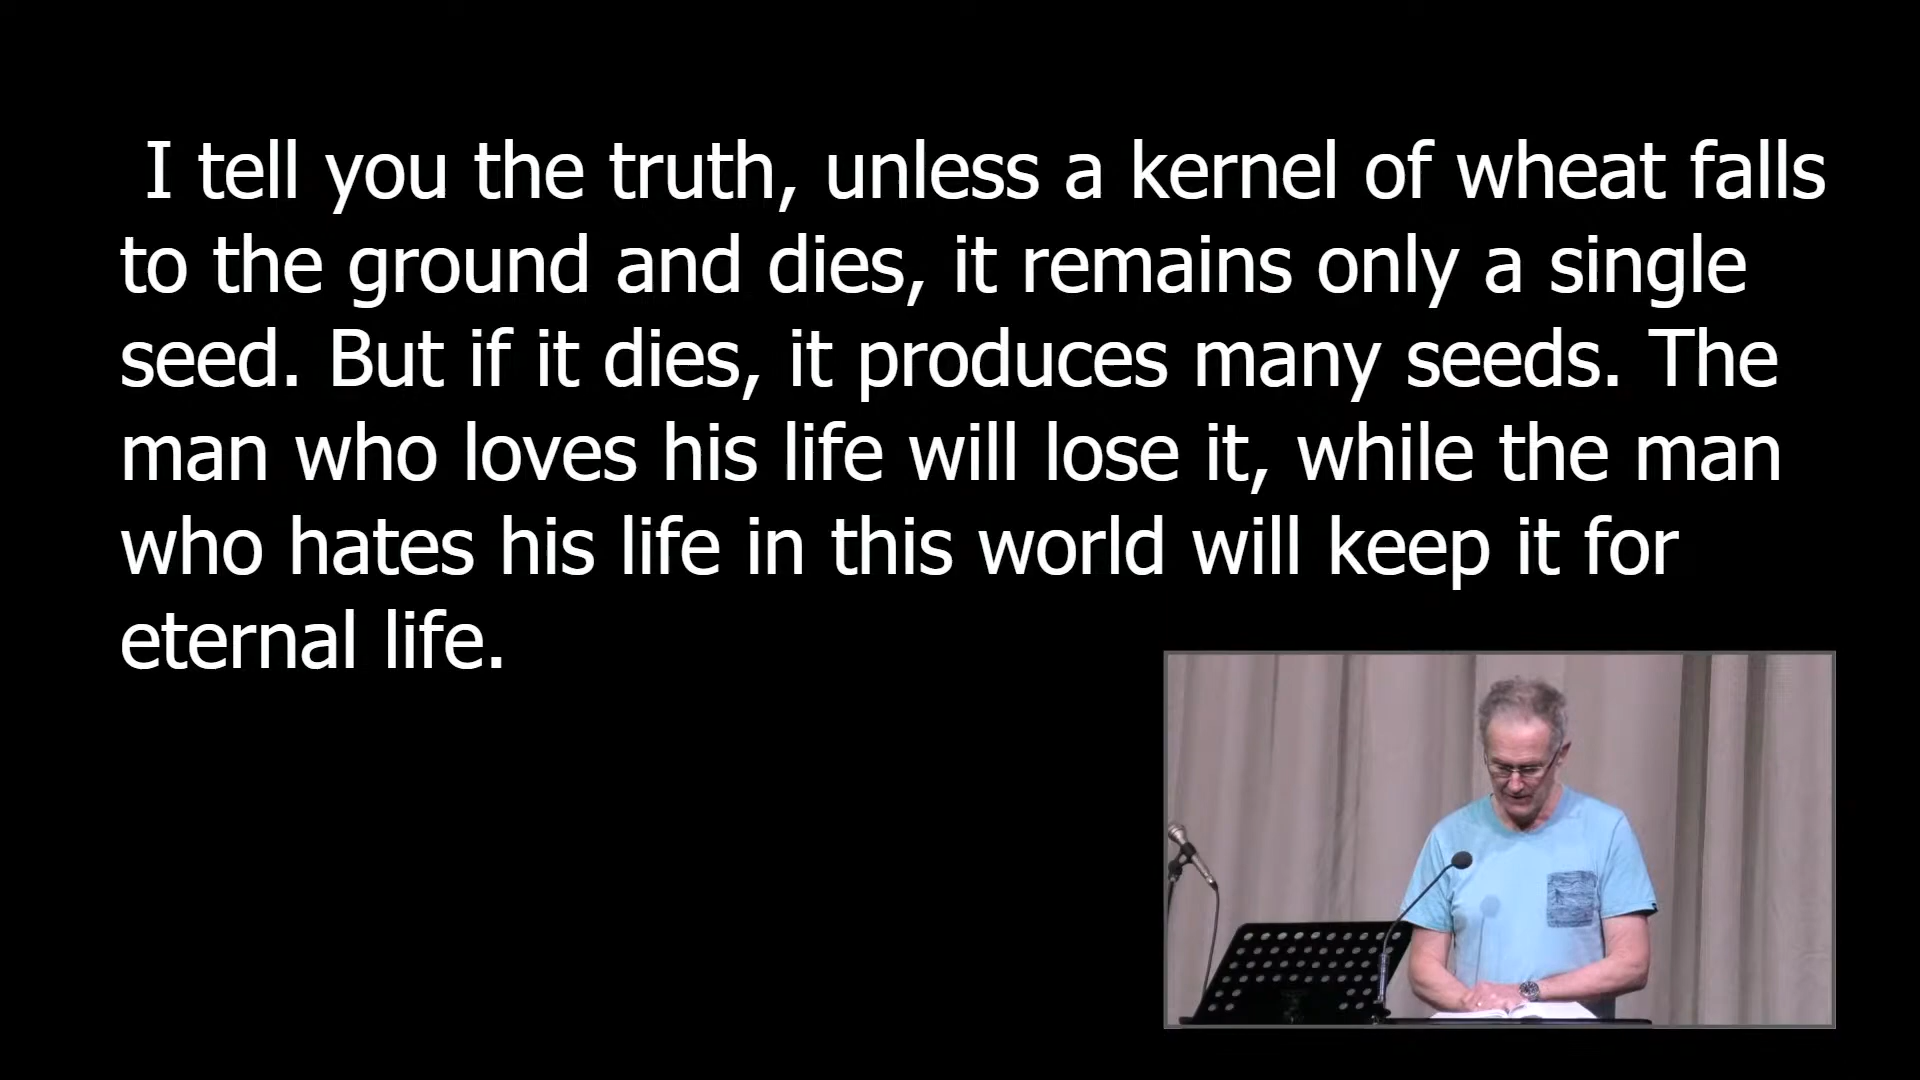 I tell you the truth, unless a kernel of wheat falls
to the ground and dies, it remains only a single
seed. But if it dies, it produces many seeds. The
man who loves his life will lose it, while the man
who hates his life in this world will keep it for
eternal life.